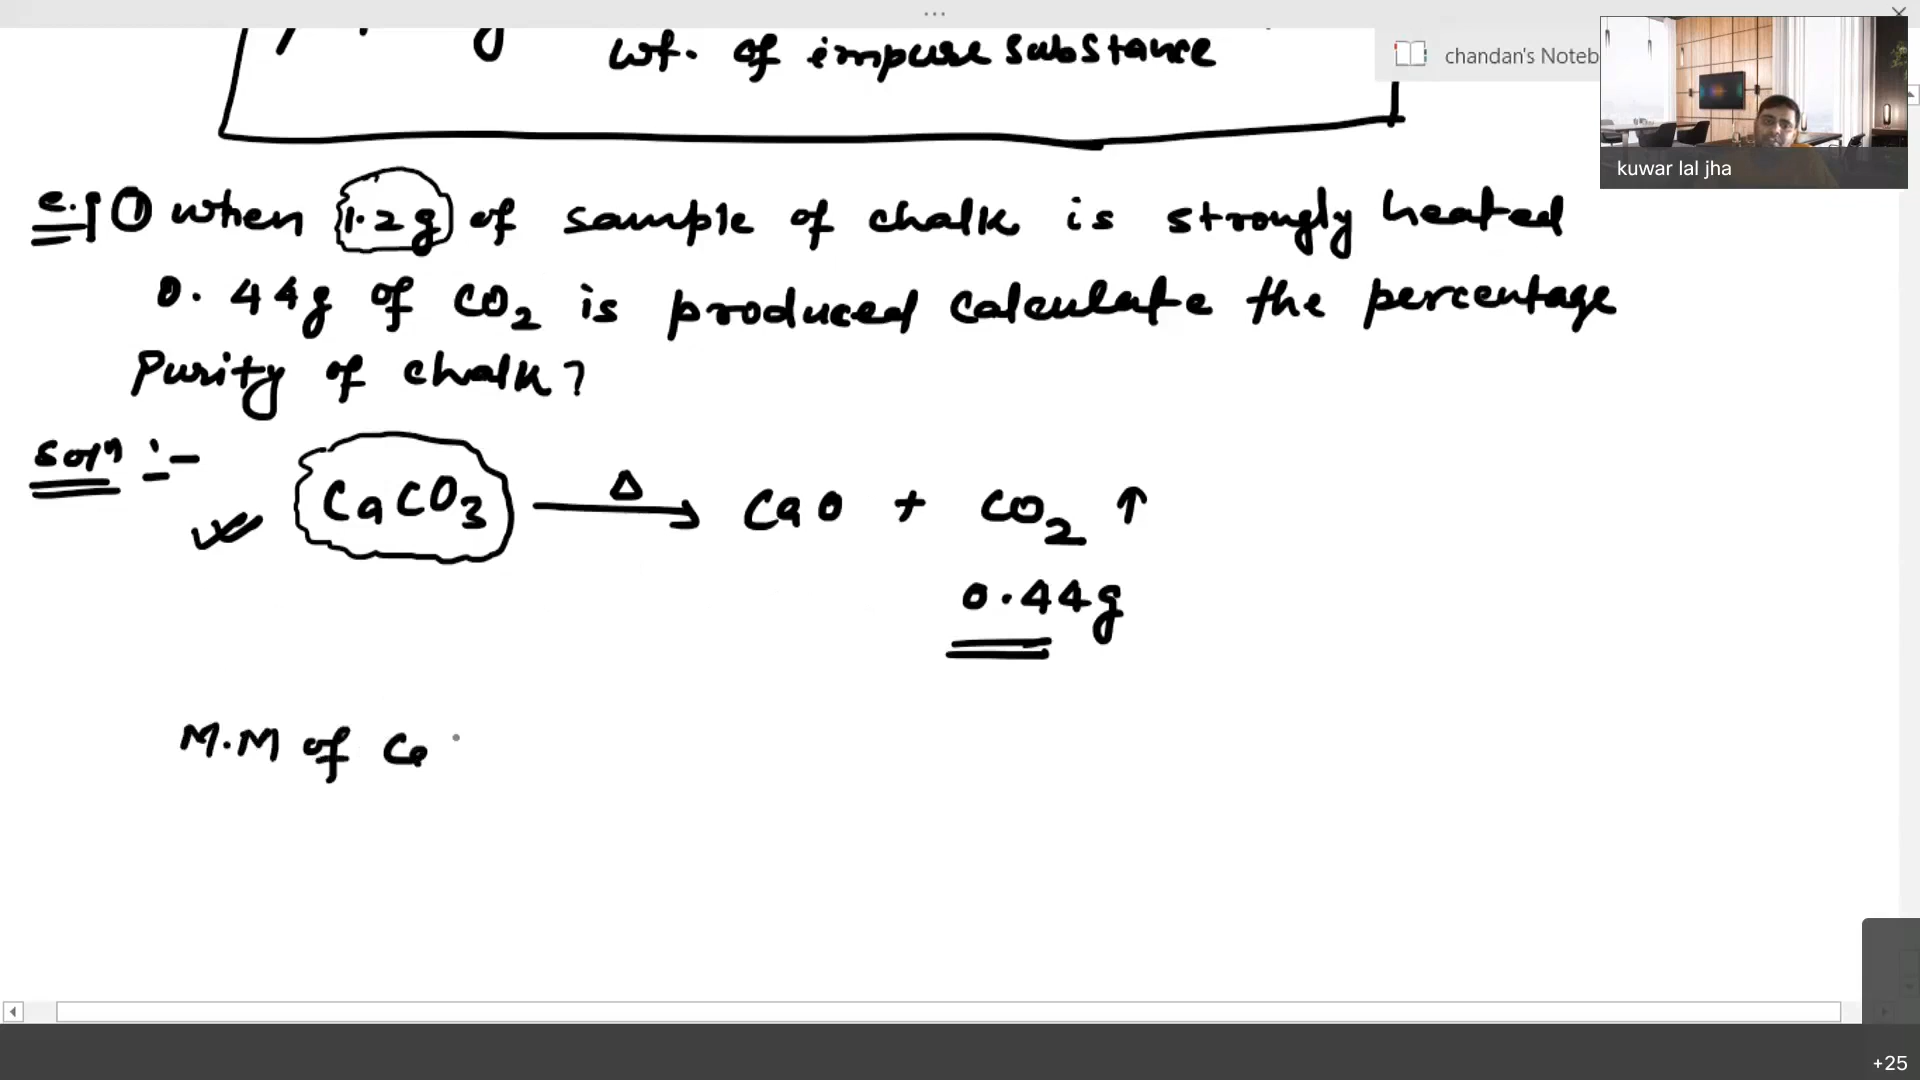 wt. of impure substance
chandan's Noteb
kuwar lal jha
e.g ① when 1.2g of sample of chalk is strongly heated
0.44g of CO2 is produced calculate the percentage
Purity of chalk?
Soln :-
CaCO3 —Δ→ CaO + CO2 ↑
0.44g
M.M of Ca
+25